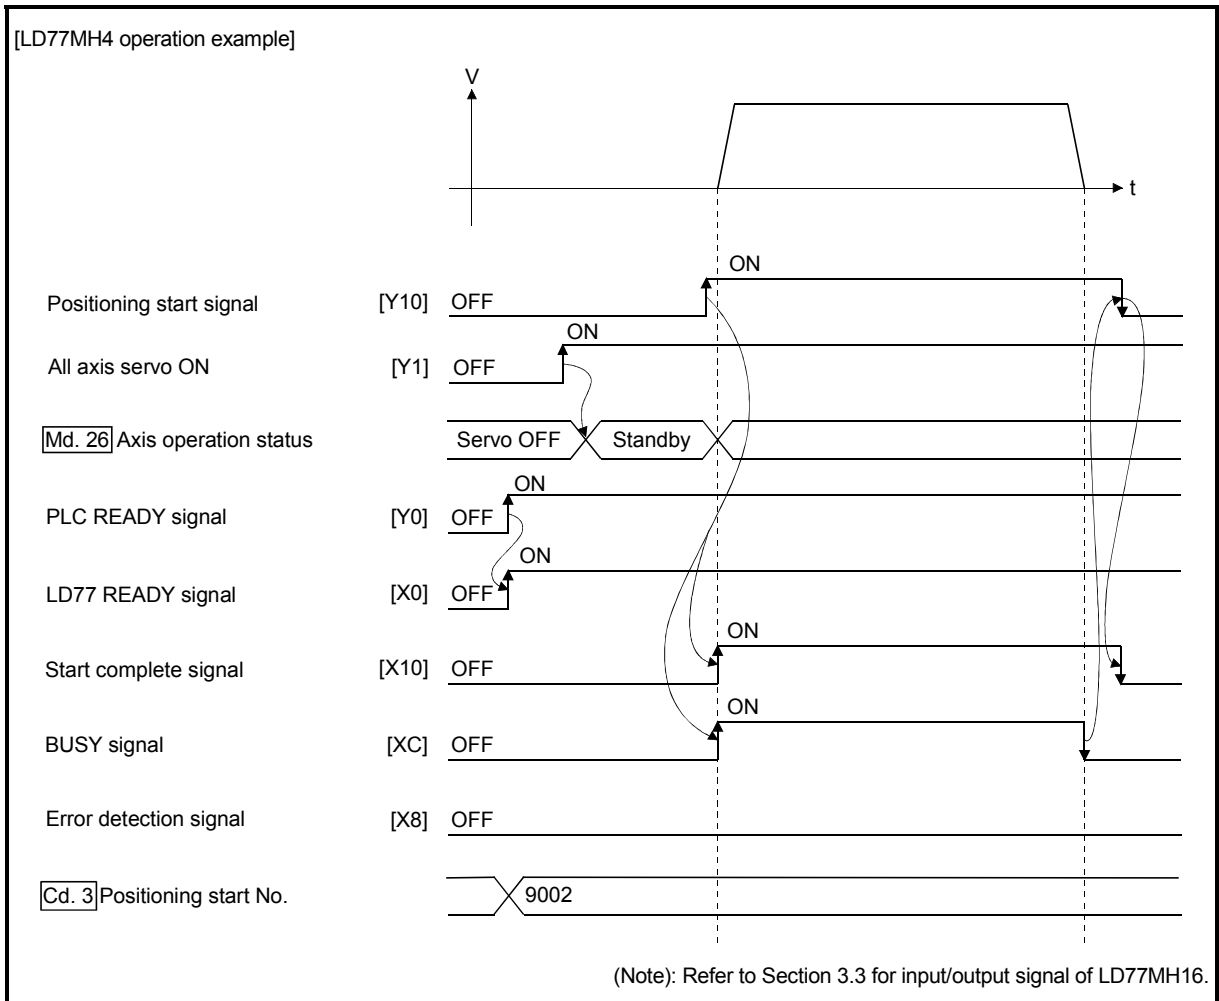 [LD77MH4 operation example]
V
t
ON
Positioning start signal [Y10] OFF
ON
All axis servo ON [Y1] OFF
Md. 26 Axis operation status Servo OFF Standby
ON
PLC READY signal [Y0] OFF
ON
LD77 READY signal [X0] OFF
ON
Start complete signal [X10] OFF
ON
BUSY signal [XC] OFF
Error detection signal [X8] OFF
Cd. 3 Positioning start No. 9002
(Note): Refer to Section 3.3 for input/output signal of LD77MH16.